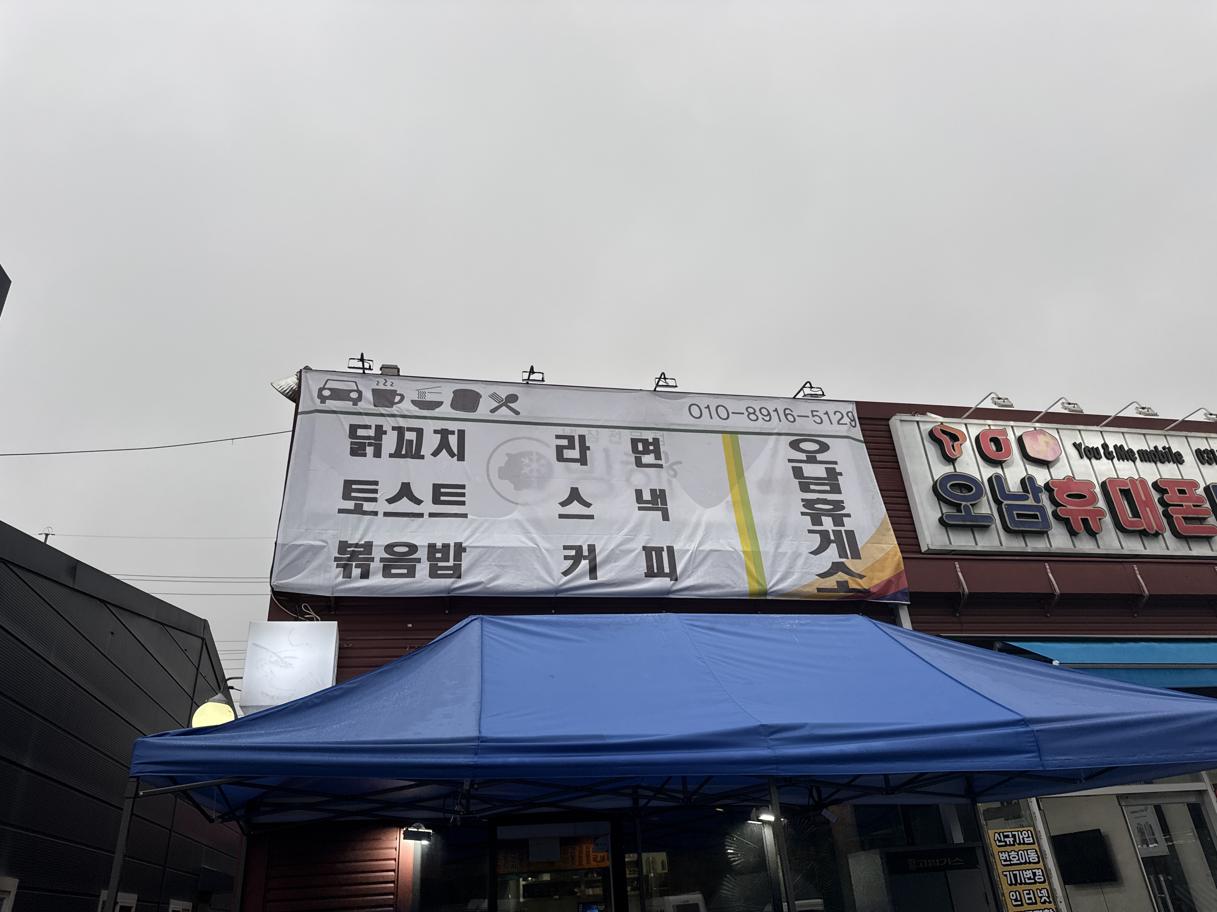 010-8916-5129
닭꼬치 라면
토스트 스낵
볶음밥 커피
오남휴게소
You & Me mobile 031
오남휴대폰
신규가입
번호이동
기기변경
인터넷